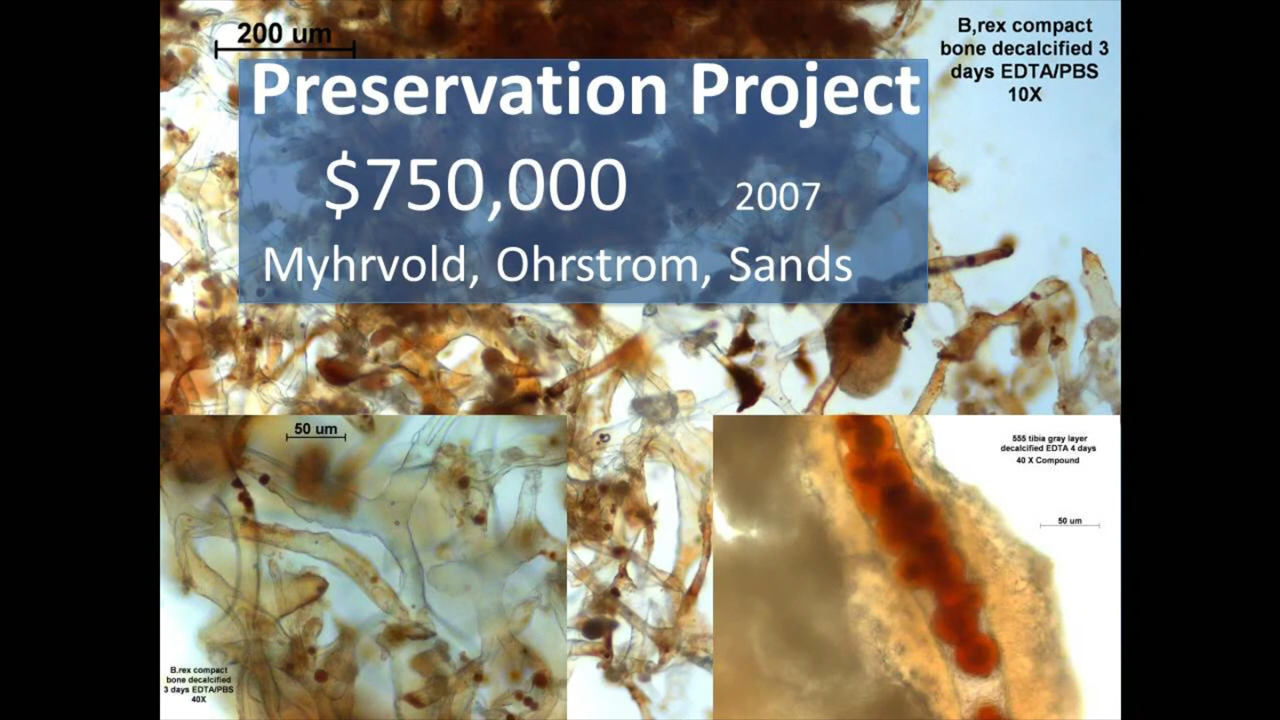 200 um
B,rex compact
bone decalcified 3
days EDTA/PBS
10X
Preservation Project
$750,000 2007
Myhrvold, Ohrstrom, Sands
50 um
B.rex compact
bone decalcified
3 days EDTA/PBS
40X
555 tibia gray layer
decalcified EDTA 4 days
40 X Compound
50 um